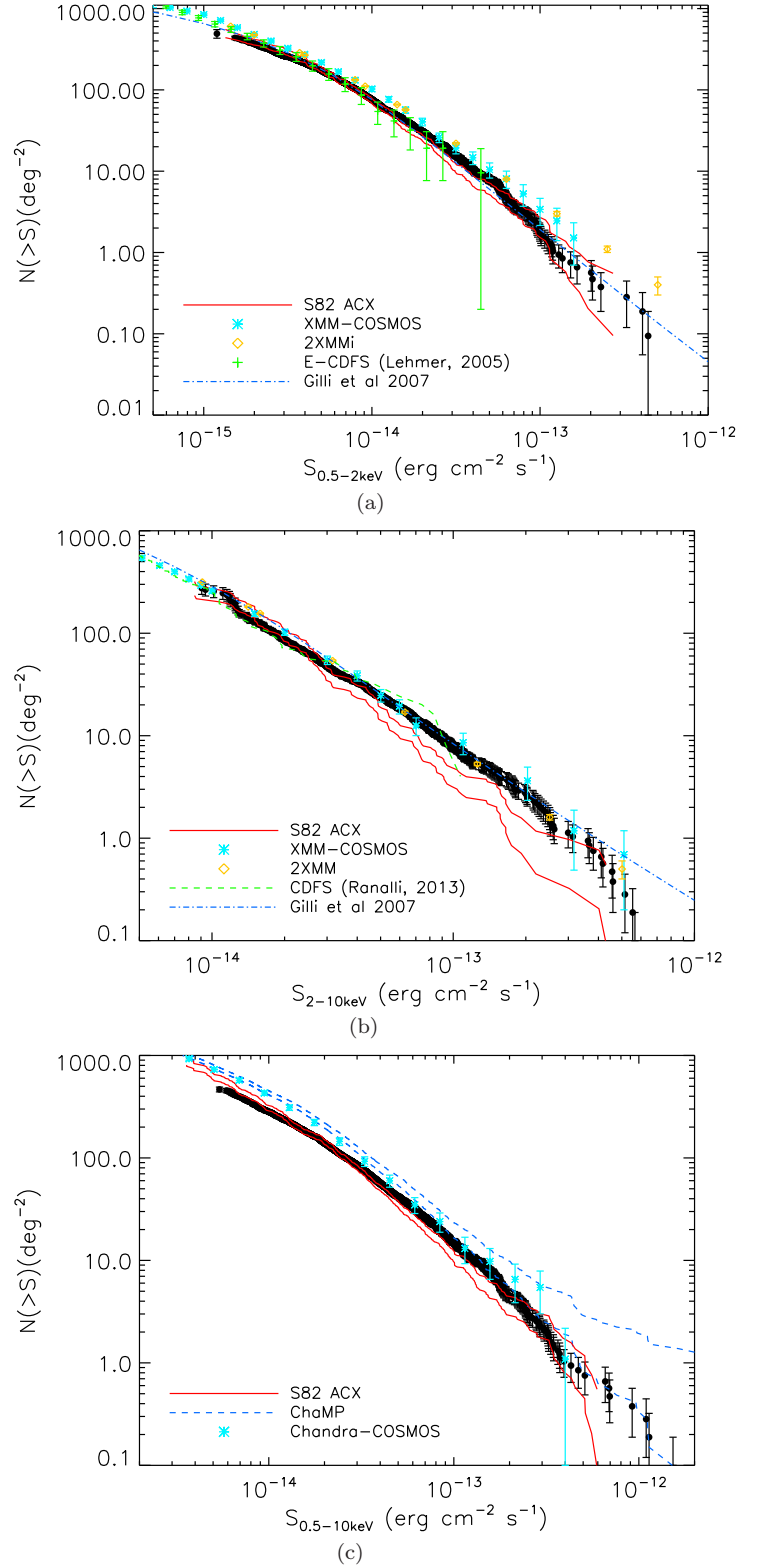 1000.00
100.00
10.00
1.00
0.10
0.01
N(>S)(deg⁻²)
S82 ACX
XMM−COSMOS
2XMMi
E−CDFS (Lehmer, 2005)
Gilli et al 2007
10⁻¹⁵ 10⁻¹⁴ 10⁻¹³ 10⁻¹²
S₀.₅₋₂keV (erg cm⁻² s⁻¹)
(a)
1000.0
100.0
10.0
1.0
0.1
N(>S)(deg⁻²)
S82 ACX
XMM−COSMOS
2XMM
CDFS (Ranalli, 2013)
Gilli et al 2007
10⁻¹⁴ 10⁻¹³ 10⁻¹²
S₂₋₁₀keV (erg cm⁻² s⁻¹)
(b)
1000.0
100.0
10.0
1.0
0.1
N(>S)(deg⁻²)
S82 ACX
ChaMP
Chandra−COSMOS
10⁻¹⁴ 10⁻¹³ 10⁻¹²
S₀.₅₋₁₀keV (erg cm⁻² s⁻¹)
(c)